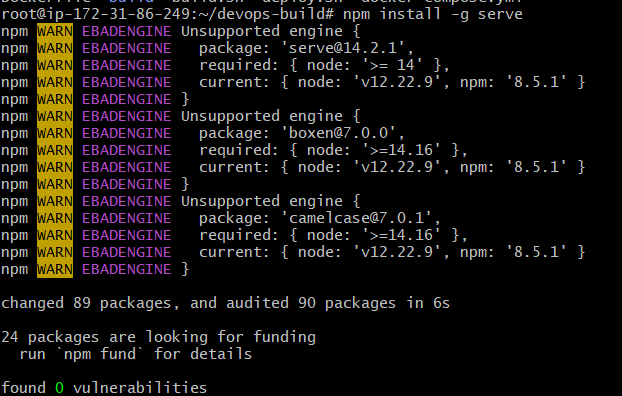 root@ip-172-31-86-249:~/devops-build# npm install -g serve
npm WARN EBADENGINE Unsupported engine {
npm WARN EBADENGINE   package: 'serve@14.2.1',
npm WARN EBADENGINE   required: { node: '>= 14' },
npm WARN EBADENGINE   current: { node: 'v12.22.9', npm: '8.5.1' }
npm WARN EBADENGINE }
npm WARN EBADENGINE Unsupported engine {
npm WARN EBADENGINE   package: 'boxen@7.0.0',
npm WARN EBADENGINE   required: { node: '>=14.16' },
npm WARN EBADENGINE   current: { node: 'v12.22.9', npm: '8.5.1' }
npm WARN EBADENGINE }
npm WARN EBADENGINE Unsupported engine {
npm WARN EBADENGINE   package: 'camelcase@7.0.1',
npm WARN EBADENGINE   required: { node: '>=14.16' },
npm WARN EBADENGINE   current: { node: 'v12.22.9', npm: '8.5.1' }
npm WARN EBADENGINE }
changed 89 packages, and audited 90 packages in 6s
24 packages are looking for funding
  run `npm fund` for details
found 0 vulnerabilities